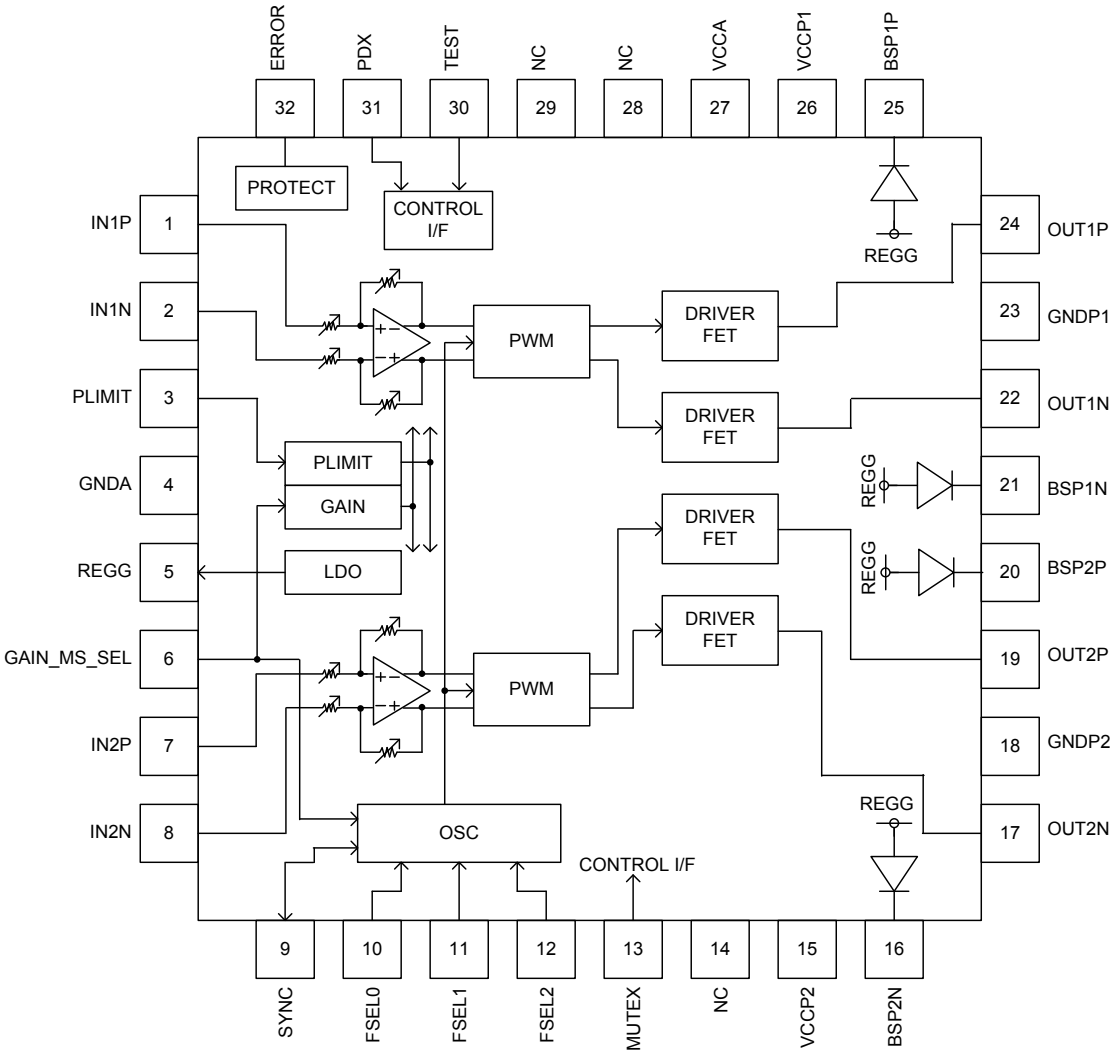 ERROR
PDX
TEST
NC
NC
VCCA
VCCP1
BSP1P
32
31
30
29
28
27
26
25
PROTECT
CONTROL
I/F
REGG
IN1P
1
24
OUT1P
IN1N
2
23
GNDP1
+ -
- +
PWM
DRIVER
FET
PLIMIT
3
22
OUT1N
DRIVER
FET
PLIMIT
GNDA
4
REGG
21
BSP1N
GAIN
DRIVER
FET
REGG
5
LDO
REGG
20
BSP2P
DRIVER
FET
GAIN_MS_SEL
6
19
OUT2P
+ -
- +
PWM
IN2P
7
18
GNDP2
REGG
IN2N
8
OSC
17
OUT2N
CONTROL I/F
9
10
11
12
13
14
15
16
SYNC
FSEL0
FSEL1
FSEL2
MUTEX
NC
VCCP2
BSP2N